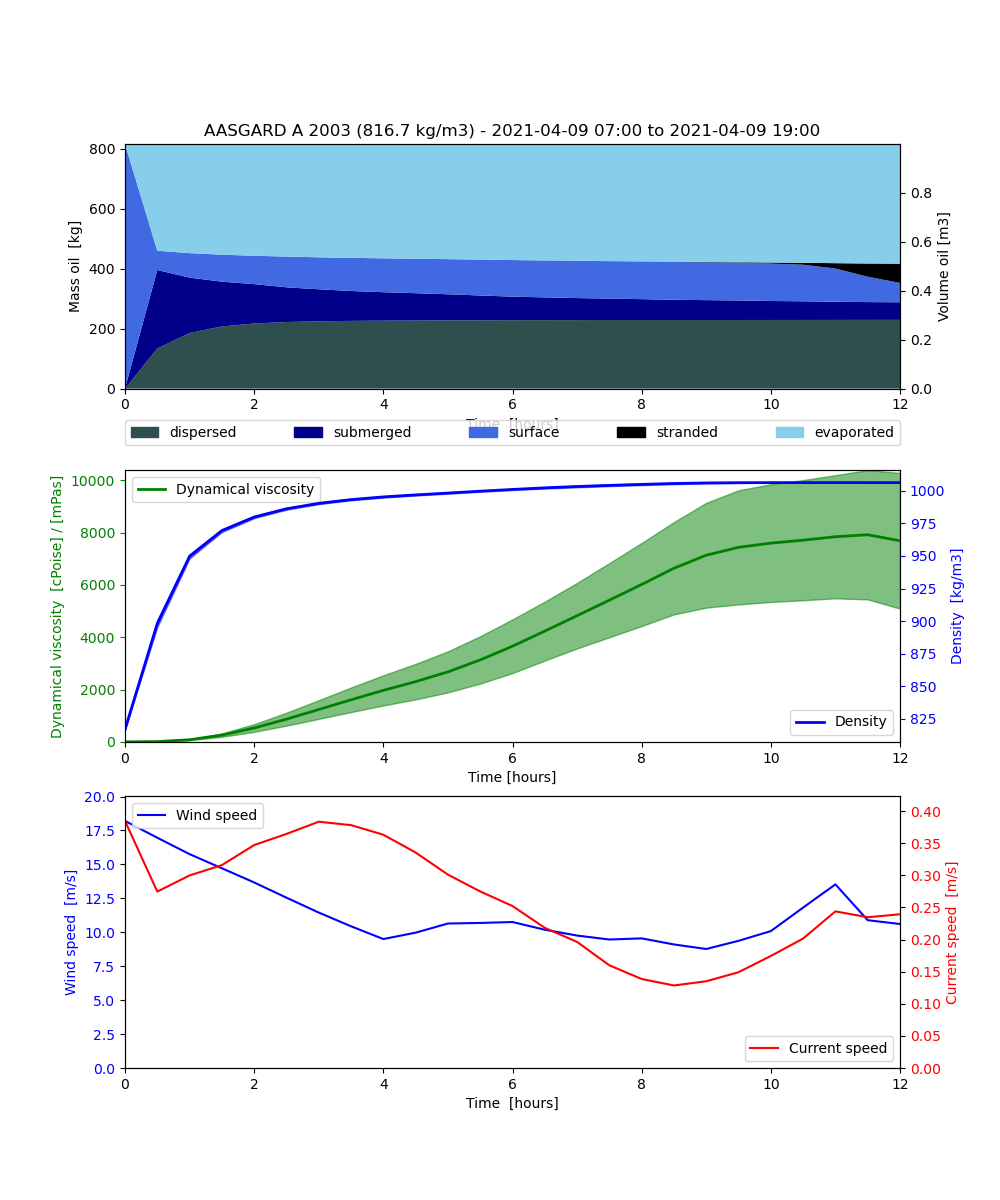 AASGARD A 2003 (816.7 kg/m3) - 2021-04-09 07:00 to 2021-04-09 19:00
Mass oil [kg]
800
600
400
200
0
0 2 4 6 8 10 12
Volume oil [m3]
0.8
0.6
0.4
0.2
0.0
Time [hours]
dispersed submerged surface stranded evaporated
Dynamical viscosity [cPoise] / [mPas]
10000
8000
6000
4000
2000
0
Dynamical viscosity
Density
Density [kg/m3]
1000
975
950
925
900
875
850
825
0 2 4 6 8 10 12
Time [hours]
Wind speed [m/s]
20.0
17.5
15.0
12.5
10.0
7.5
5.0
2.5
0.0
Wind speed
Current speed
Current speed [m/s]
0.40
0.35
0.30
0.25
0.20
0.15
0.10
0.05
0.00
0 2 4 6 8 10 12
Time [hours]